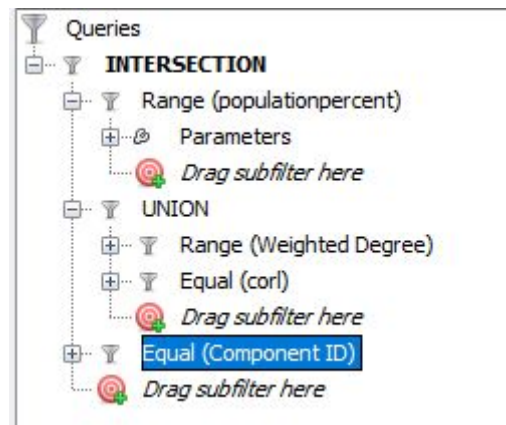 Queries
INTERSECTION
Range (populationpercent)
Parameters
Drag subfilter here
UNION
Range (Weighted Degree)
Equal (corl)
Drag subfilter here
Equal (Component ID)
Drag subfilter here